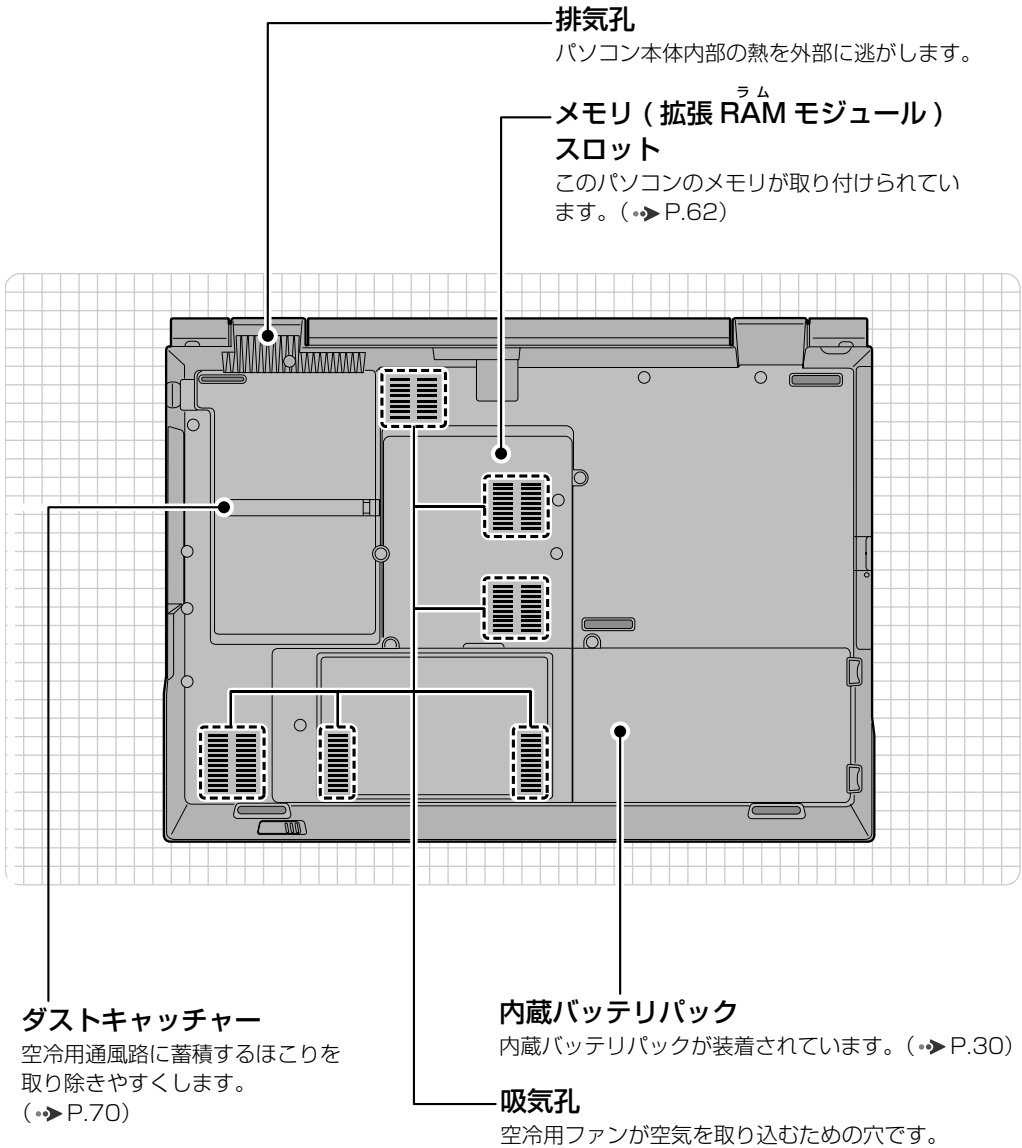 排気孔
パソコン本体内部の熱を外部に逃がします。
ラム
メモリ ( 拡張 RAM モジュール )
スロット
このパソコンのメモリが取り付けられてい
ます。( P.62)
ダストキャッチャー
空冷用通風路に蓄積するほこりを
取り除きやすくします。
( P.70)
内蔵バッテリパック
内蔵バッテリパックが装着されています。( P.30)
吸気孔
空冷用ファンが空気を取り込むための穴です。